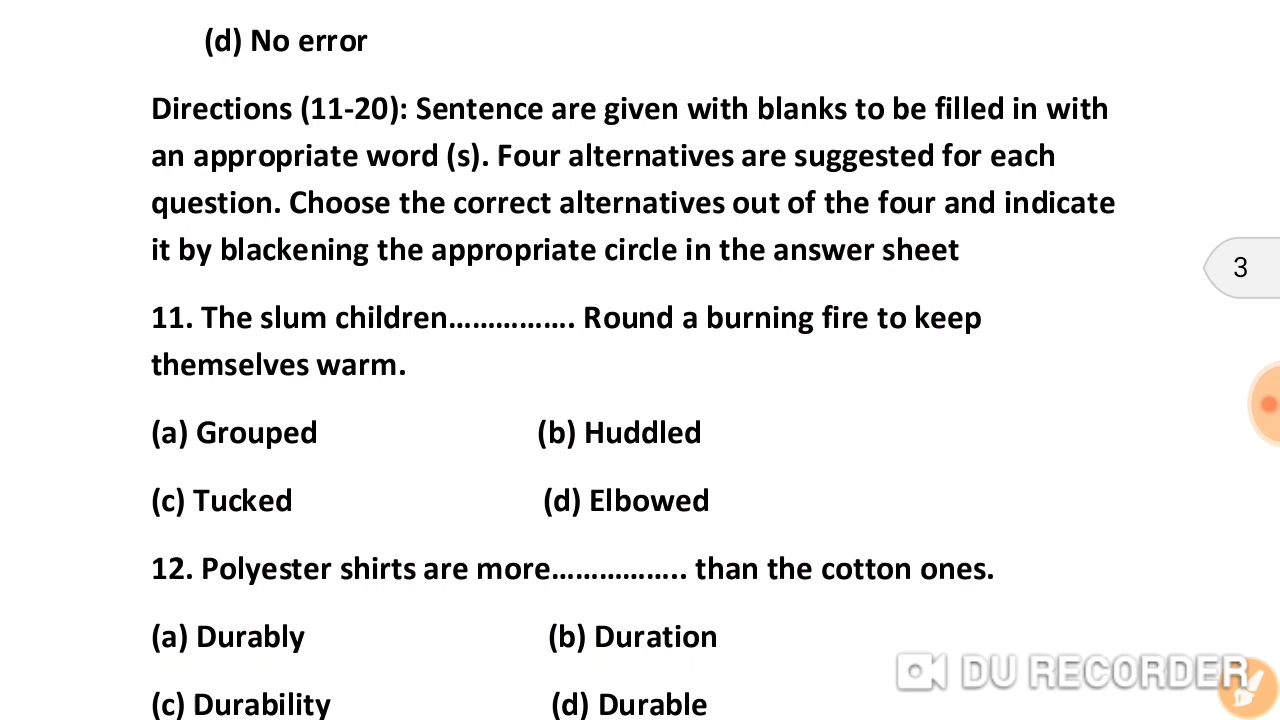 (d) No error
Directions (11-20): Sentence are given with blanks to be filled in with
an appropriate word (s). Four alternatives are suggested for each
question. Choose the correct alternatives out of the four and indicate
it by blackening the appropriate circle in the answer sheet
3
11. The slum children……………. Round a burning fire to keep
themselves warm.
(a) Grouped (b) Huddled
(c) Tucked (d) Elbowed
12. Polyester shirts are more…………….. than the cotton ones.
(a) Durably (b) Duration
(c) Durability (d) Durable
DU RECORDER